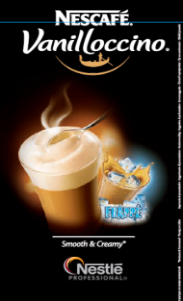 NESCAFÉ®
Vanilloccino®
FRAPPÉ
Smooth & Creamy*
Nestlé
PROFESSIONAL®